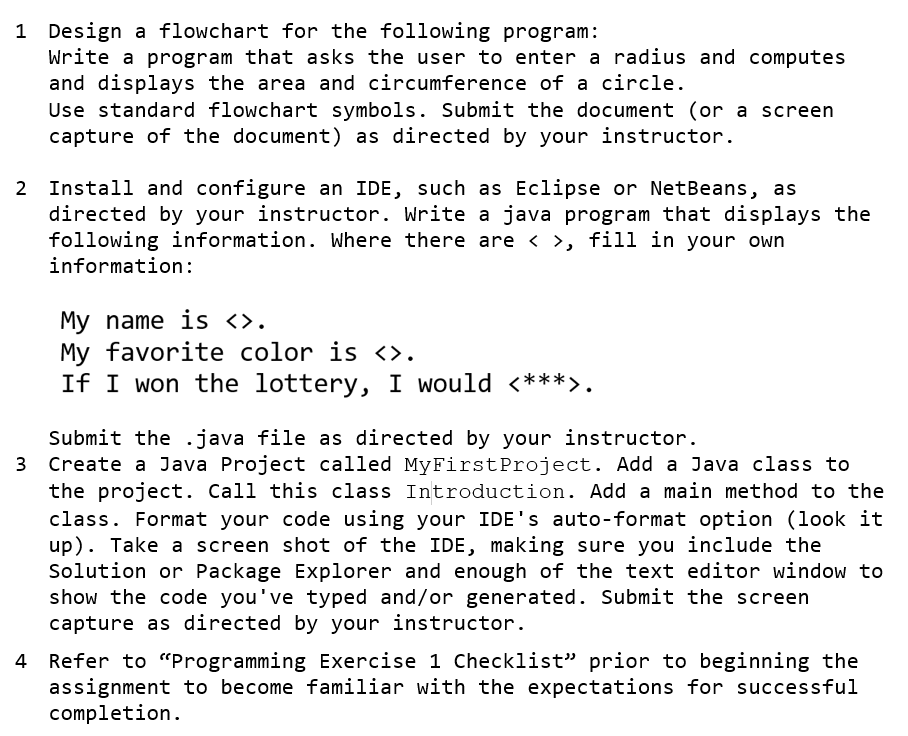 1 Design a flowchart for the following program:
Write a program that asks the user to enter a radius and computes
and displays the area and circumference of a circle.
Use standard flowchart symbols. Submit the document (or a screen
capture of the document) as directed by your instructor.
2 Install and configure an IDE, such as Eclipse or NetBeans, as
directed by your instructor. Write a java program that displays the
following information. Where there are < >, fill in your own
information:
My name is <>.
My favorite color is <>.
If I won the lottery, I would <***>.
Submit the .java file as directed by your instructor.
3 Create a Java Project called MyFirstProject. Add a Java class to
the project. Call this class Introduction. Add a main method to the
class. Format your code using your IDE's auto-format option (look it
up). Take a screen shot of the IDE, making sure you include the
Solution or Package Explorer and enough of the text editor window to
show the code you've typed and/or generated. Submit the screen
capture as directed by your instructor.
4 Refer to “Programming Exercise 1 Checklist” prior to beginning the
assignment to become familiar with the expectations for successful
completion.